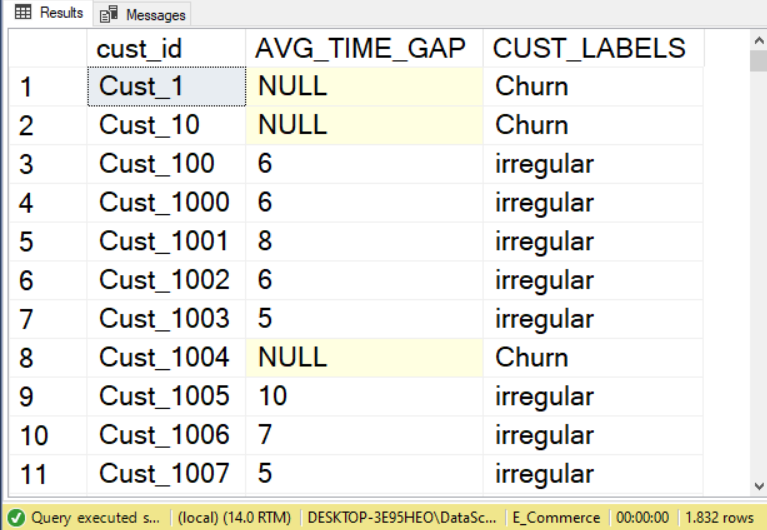 Results Messages
cust_id AVG_TIME_GAP CUST_LABELS
1 Cust_1 NULL Churn
2 Cust_10 NULL Churn
3 Cust_100 6 irregular
4 Cust_1000 6 irregular
5 Cust_1001 8 irregular
6 Cust_1002 6 irregular
7 Cust_1003 5 irregular
8 Cust_1004 NULL Churn
9 Cust_1005 10 irregular
10 Cust_1006 7 irregular
11 Cust_1007 5 irregular
Query executed s... (local) (14.0 RTM) DESKTOP-3E95HEO\DataSc... E_Commerce 00:00:00 1.832 rows